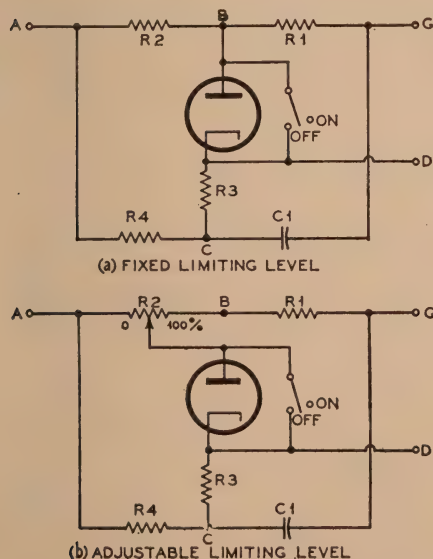 A B G
R2 R1
ON
OFF
D
R3
R4 C1
C
(a) FIXED LIMITING LEVEL
A R2 B R1 G
0 100%
ON
OFF
D
R3
R4 C1
C
(b) ADJUSTABLE LIMITING LEVEL